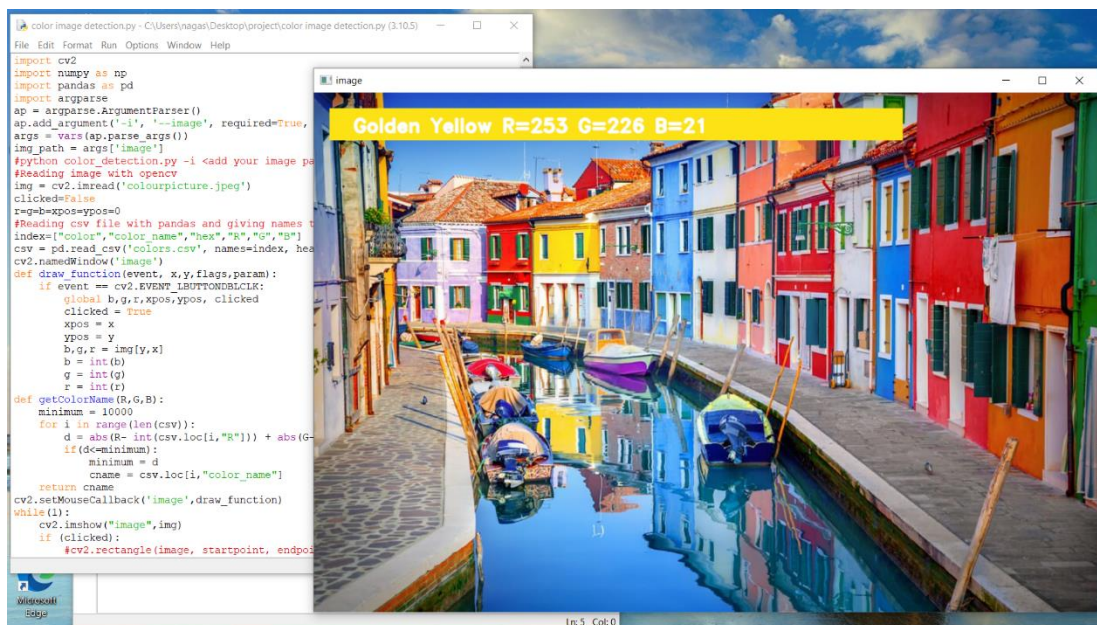 color image detection.py - C:\Users\nagas\Desktop\project\color image detection.py (3.10.5)
File Edit Format Run Options Window Help
import cv2
import numpy as np
import pandas as pd
import argparse
ap = argparse.ArgumentParser()
ap.add_argument('-i', '--image', required=True,
args = vars(ap.parse_args())
img_path = args['image']
#python color_detection.py -i <add your image pa
#Reading image with opencv
img = cv2.imread('colourpicture.jpeg')
clicked=False
r=g=b=xpos=ypos=0
#Reading csv file with pandas and giving names t
index=["color","color_name","hex","R","G","B"]
csv = pd.read_csv('colors.csv', names=index, hea
cv2.namedWindow('image')
def draw_function(event, x,y,flags,param):
    if event == cv2.EVENT_LBUTTONDBLCLK:
        global b,g,r,xpos,ypos, clicked
        clicked = True
        xpos = x
        ypos = y
        b,g,r = img[y,x]
        b = int(b)
        g = int(g)
        r = int(r)
def getColorName(R,G,B):
    minimum = 10000
    for i in range(len(csv)):
        d = abs(R- int(csv.loc[i,"R"])) + abs(G-
        if(d<=minimum):
            minimum = d
            cname = csv.loc[i,"color_name"]
    return cname
cv2.setMouseCallback('image',draw_function)
while(1):
    cv2.imshow("image",img)
    if (clicked):
        #cv2.rectangle(image, startpoint, endpoi
image
Golden Yellow R=253 G=226 B=21
Microsoft
Edge
Ln: 5 Col: 0